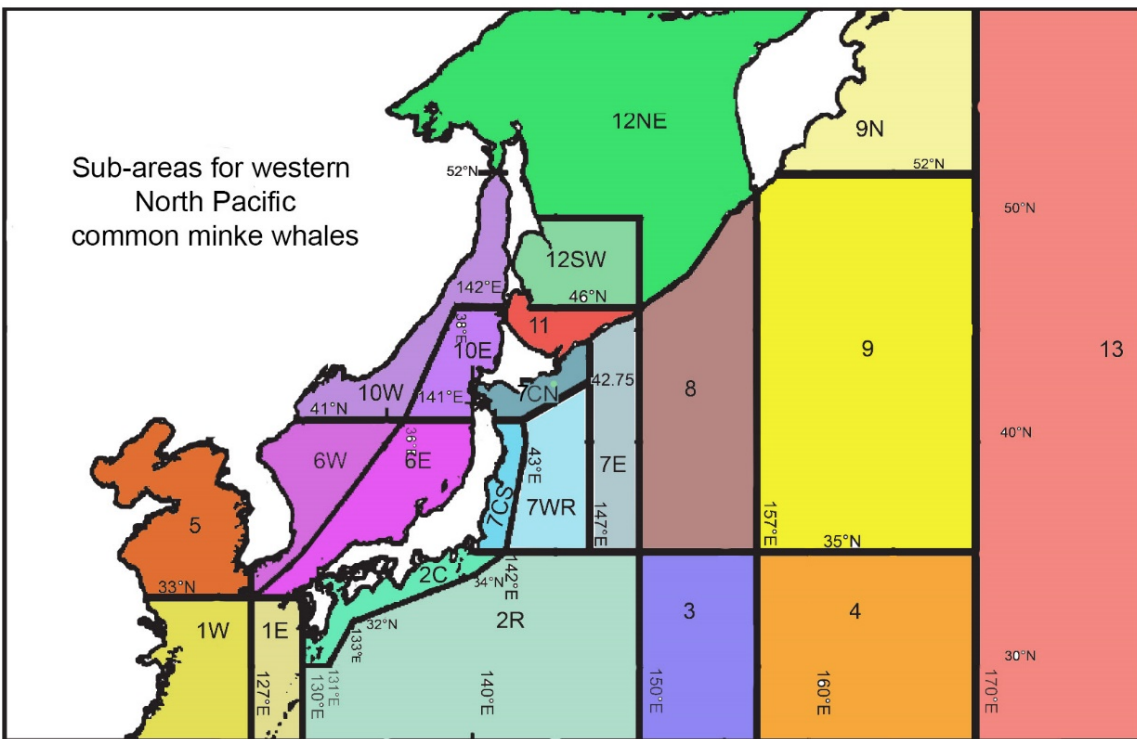 12NE
9N
52°N
Sub-areas for western
North Pacific
common minke whales
52°N
50°N
12SW
142°E
46°N
38°E
11
10E
9
13
42.75
8
10W
141°E
7CN
41°N
40°N
36°E
6W
6E
43°E
7E
7CS
7WR
147°E
157°E
5
35°N
33°N
2C
34°N
142°E
1W
1E
32°N
2R
3
4
133°E
30°N
127°E
130°E
131°E
140°E
150°E
160°E
170°E